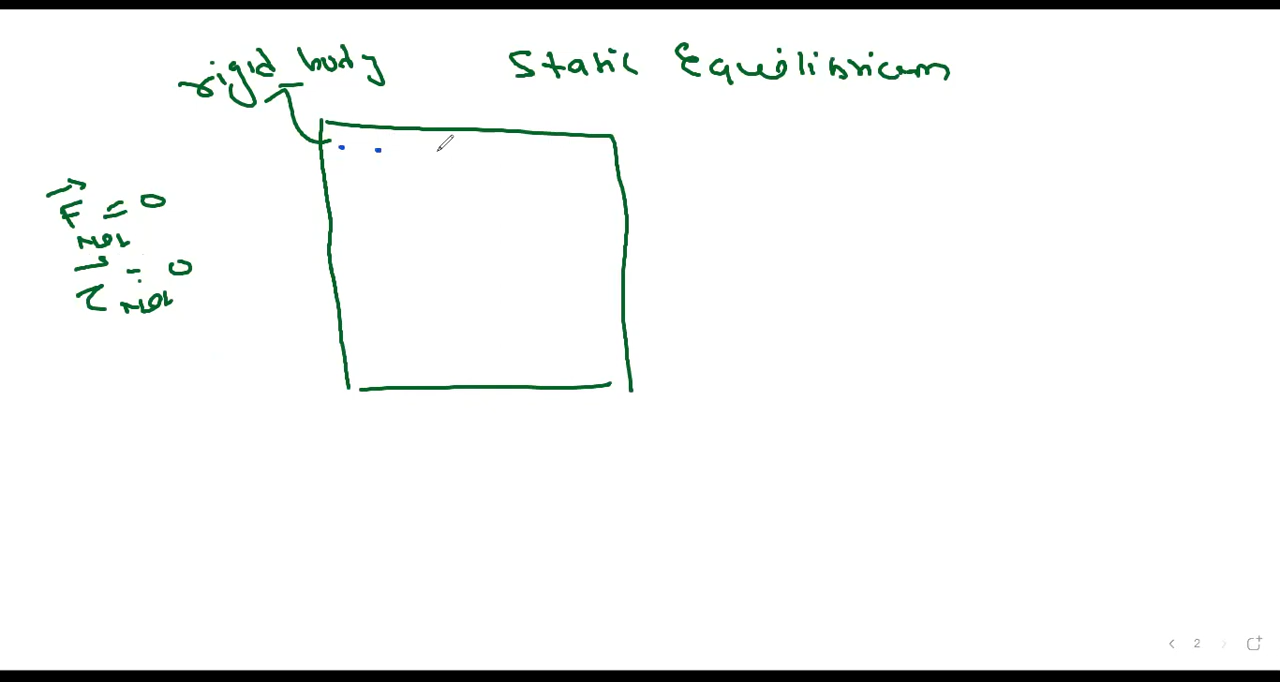 rigid body Static Equilibrium
F⃗ net = 0
τ⃗ net = 0
2